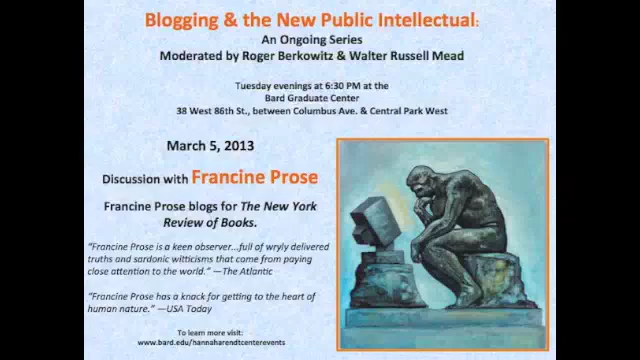 Blogging & the New Public Intellectual:
An Ongoing Series
Moderated by Roger Berkowitz & Walter Russell Mead
Tuesday evenings at 6:30 PM at the
Bard Graduate Center
38 West 86th St., between Columbus Ave. & Central Park West
March 5, 2013
Discussion with Francine Prose
Francine Prose blogs for The New York
Review of Books.
“Francine Prose is a keen observer...full of wryly delivered
truths and sardonic witticisms that come from paying
close attention to the world.” —The Atlantic
“Francine Prose has a knack for getting to the heart of
human nature.” —USA Today
To learn more visit:
www.bard.edu/hannaharendtcenterevents